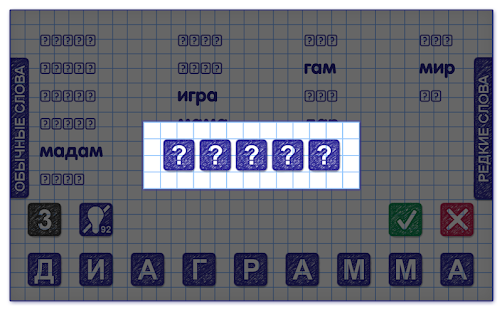 ? ? ? ? ? ? ? ? ? ? ? ? ? ? ?
? ? ? ? ? ? ? ? ? гам мир
? ? ? ? ? игра ? ? ? ? ?
? ? ? ? ?
мадам
? ? ? ?
? ? ? ? ?
ОБЫЧНЫЕ СЛОВА
РЕДКИЕ СЛОВА
3 92
Д И А Г Р А М М А